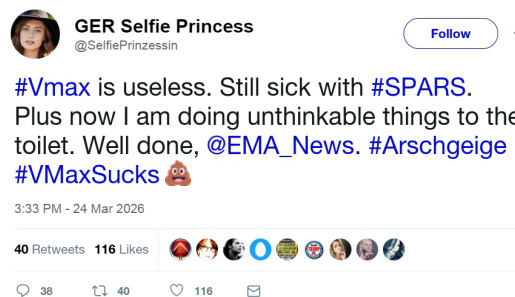 GER Selfie Princess
@SelfiePrinzessin
Follow
#Vmax is useless. Still sick with #SPARS.
Plus now I am doing unthinkable things to the
toilet. Well done, @EMA_News. #Arschgeige
#VMaxSucks 💩
3:33 PM - 24 Mar 2026
40 Retweets 116 Likes
38 40 116